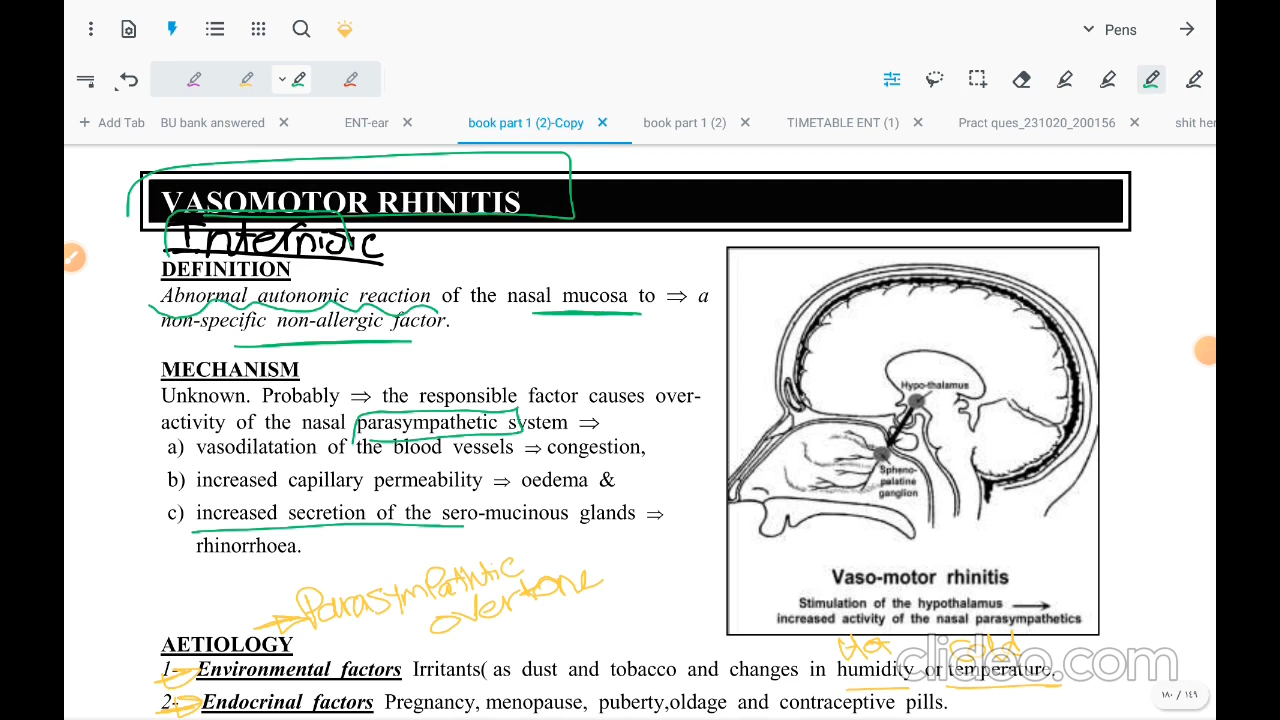 Pens
Add Tab
BU bank answered
ENT-ear
book part 1 (2)-Copy
book part 1 (2)
TIMETABLE ENT (1)
Pract ques_231020_200156
shit her
VASOMOTOR RHINITIS
DEFINITION
Abnormal autonomic reaction of the nasal mucosa to ⇒ a
non-specific non-allergic factor.
MECHANISM
Unknown. Probably ⇒ the responsible factor causes over-
activity of the nasal parasympathetic system ⇒
a) vasodilatation of the blood vessels ⇒ congestion,
b) increased capillary permeability ⇒ oedema &
c) increased secretion of the sero-mucinous glands ⇒
rhinorrhoea.
Parasympathtic
overtone
Hypo-thalamus
Spheno-
palatine
ganglion
Vaso-motor rhinitis
Stimulation of the hypothalamus
increased activity of the nasal parasympathetics
AETIOLOGY
1- Environmental factors Irritants( as dust and tobacco and changes in humidity or temperature.
2- Endocrinal factors Pregnancy, menopause, puberty,oldage and contraceptive pills.
clideo.com
١٨٠ / ١٤٩